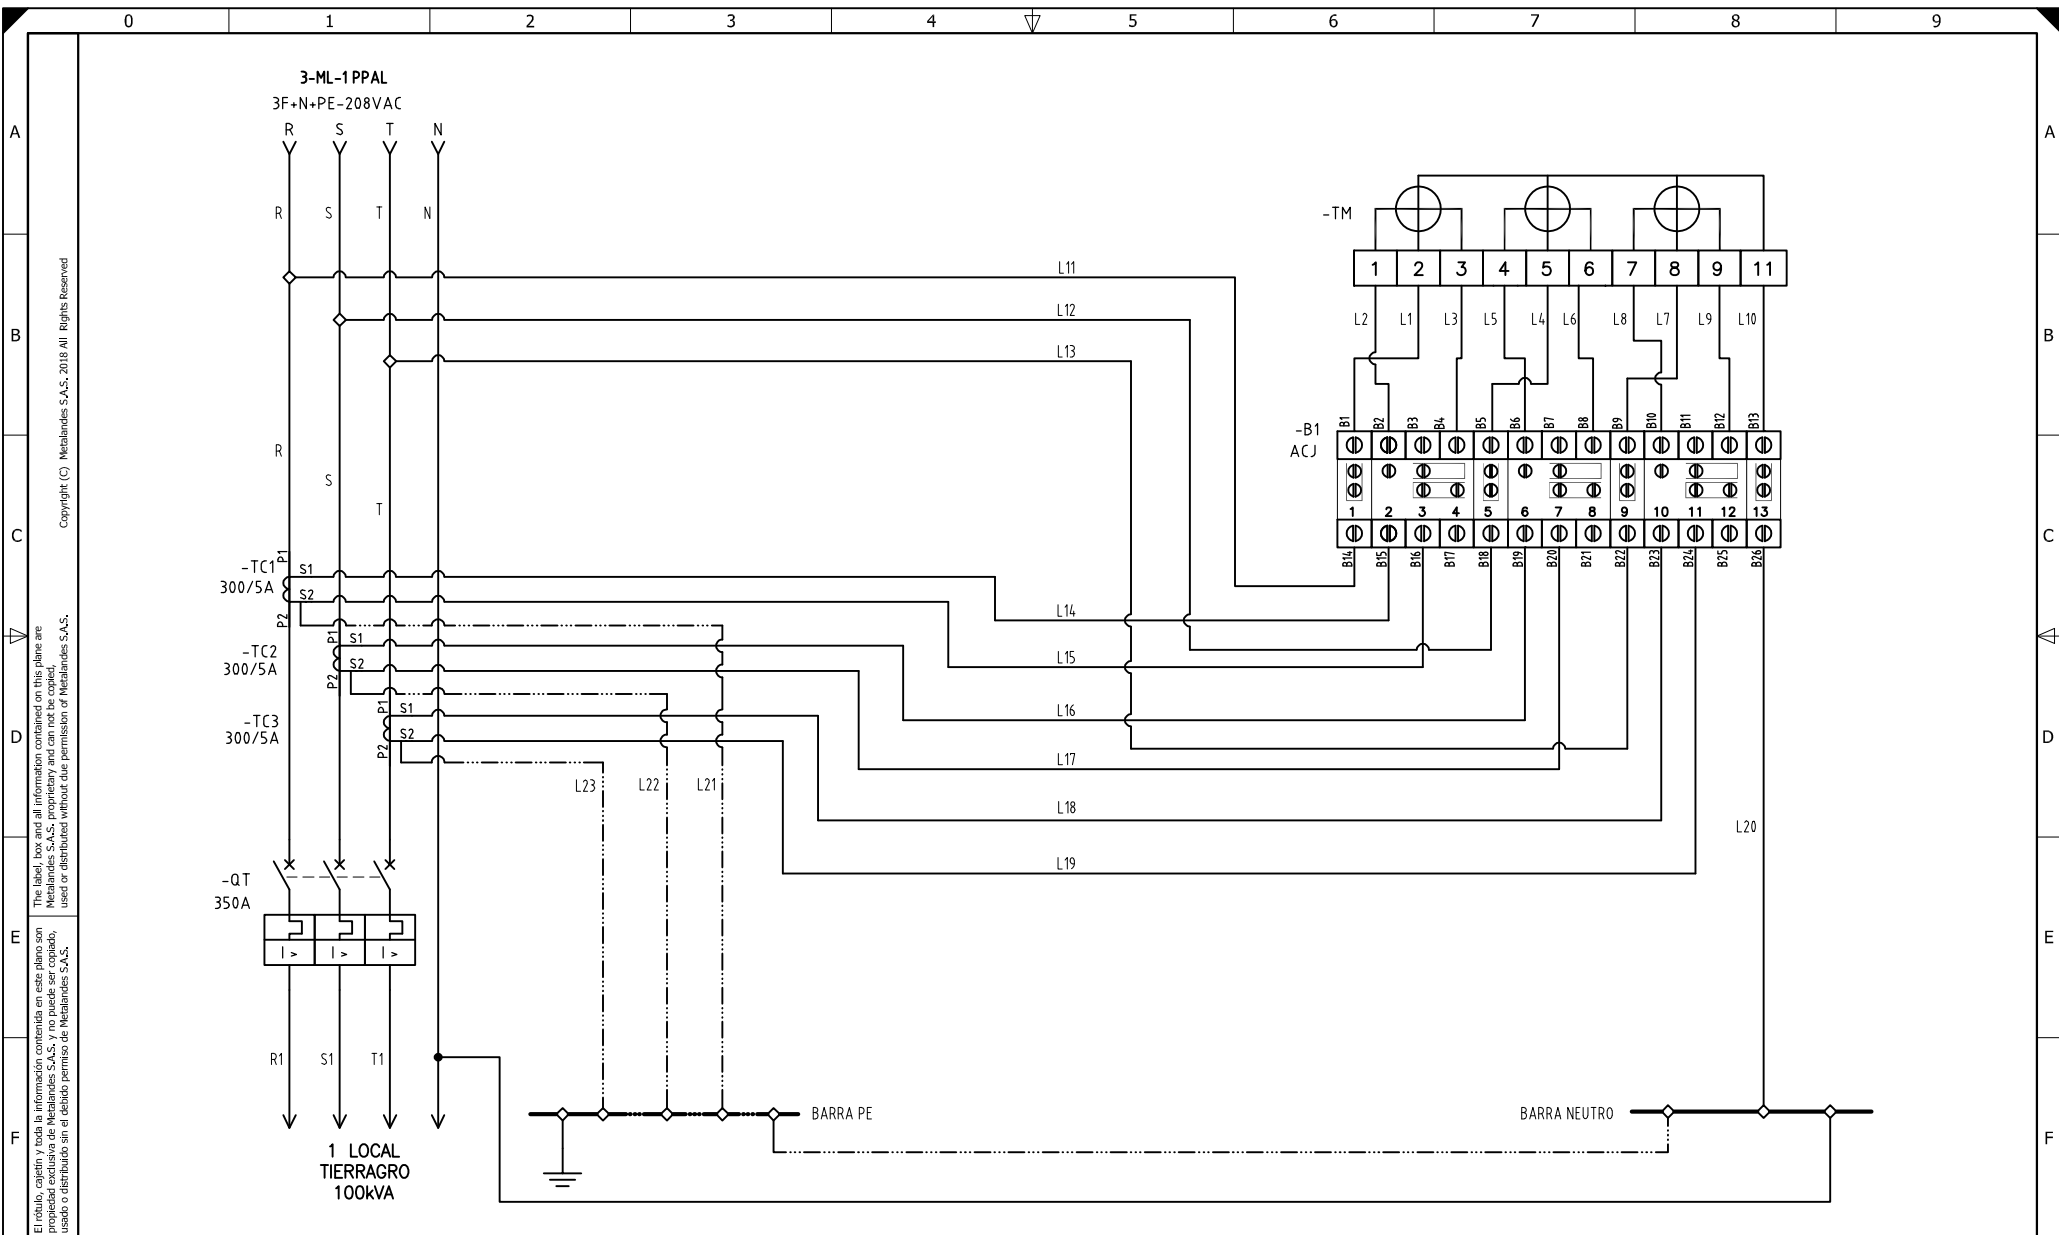 0 1 2 3 4 5 6 7 8 9
3-ML-1 PPAL
3F+N+PE-208VAC
R S T N
A A
R S T N
-TM
1 2 3 4 5 6 7 8 9 11
L11
L12
L13
L2 L1 L3 L5 L4 L6 L8 L7 L9 L10
B B
B1 B2 B3 B4 B5 B6 B7 B8 B9 B10 B11 B12 B13
-B1
ACJ
R
S
T
1 2 3 4 5 6 7 8 9 10 11 12 13
C C
B14 B15 B16 B17 B18 B19 B20 B21 B22 B23 B24 B25 B26
P1
-TC1
300/5A
S1
S2
P2
L14
P1
-TC2
300/5A
S1
S2
P2
L15
P1
-TC3
300/5A
S1
S2
P2
L16
D D
L17
L23 L22 L21
L18
L20
L19
-QT
350A
E E
I > I > I >
R1 S1 T1
BARRA PE
BARRA NEUTRO
F F
1 LOCAL
TIERRAGRO
100kVA
Copyright (C) Metalandes S.A.S. 2018 All Rights Reserved
The label, box and all information contained on this plane are
Metalandes S.A.S. proprietary and can not be copied,
used or distributed without due permission of Metalandes S.A.S.
El rótulo, cajetín y toda la información contenida en este plano son
propiedad exclusiva de Metalandes S.A.S. y no puede ser copiado,
usado o distribuido sin el debido permiso de Metalandes S.A.S.